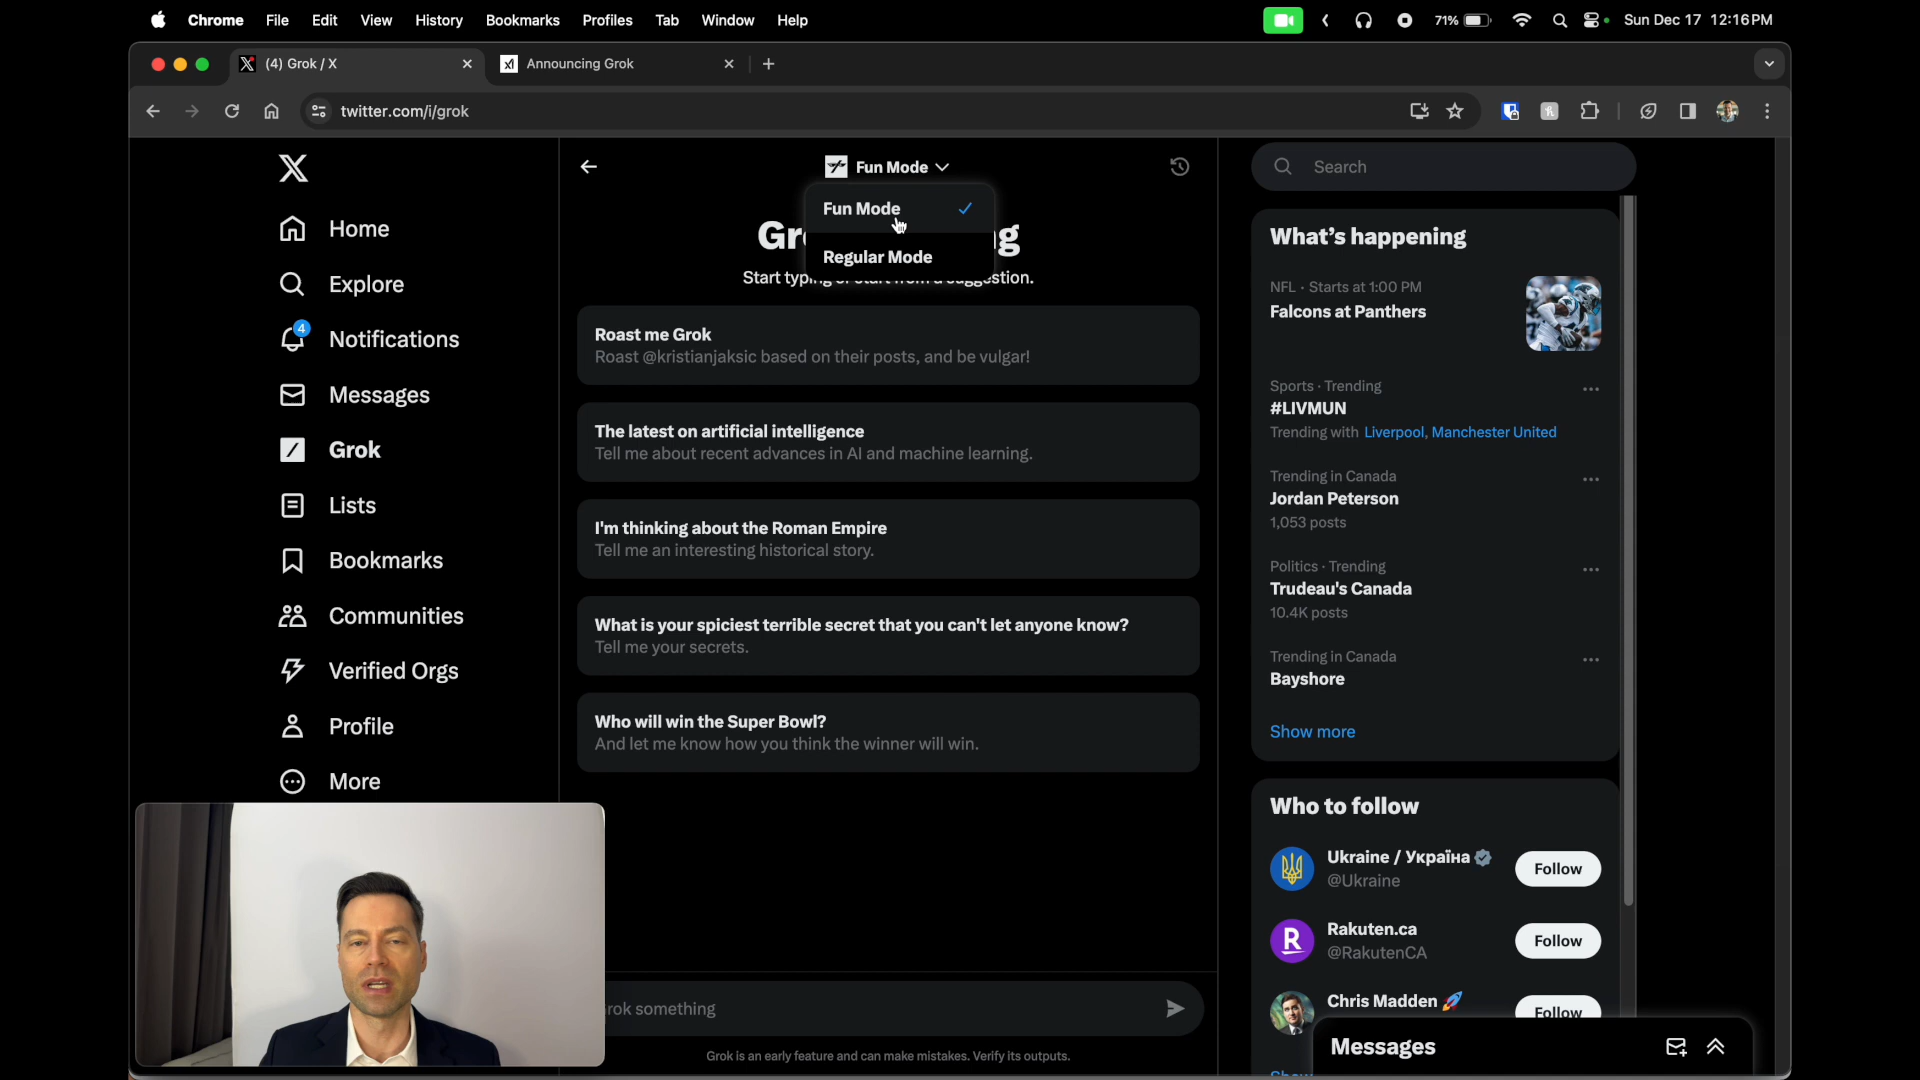 Chrome File Edit View History Bookmarks Profiles Tab Window Help
71% Sun Dec 17 12:16 PM
(4) Grok / X
Announcing Grok
twitter.com/i/grok
Home
Explore
4
Notifications
Messages
Grok
Lists
Bookmarks
Communities
Verified Orgs
Profile
More
Fun Mode
Fun Mode
Regular Mode
Start typing or start from a suggestion.
Roast me Grok
Roast @kristianjaksic based on their posts, and be vulgar!
The latest on artificial intelligence
Tell me about recent advances in AI and machine learning.
I'm thinking about the Roman Empire
Tell me an interesting historical story.
What is your spiciest terrible secret that you can't let anyone know?
Tell me your secrets.
Who will win the Super Bowl?
And let me know how you think the winner will win.
rok something
Grok is an early feature and can make mistakes. Verify its outputs.
Search
What's happening
NFL · Starts at 1:00 PM
Falcons at Panthers
Sports · Trending
#LIVMUN
Trending with Liverpool, Manchester United
Trending in Canada
Jordan Peterson
1,053 posts
Politics · Trending
Trudeau's Canada
10.4K posts
Trending in Canada
Bayshore
Show more
Who to follow
Ukraine / Україна
@Ukraine
Follow
R
Rakuten.ca
@RakutenCA
Follow
Chris Madden 🚀
Follow
Messages